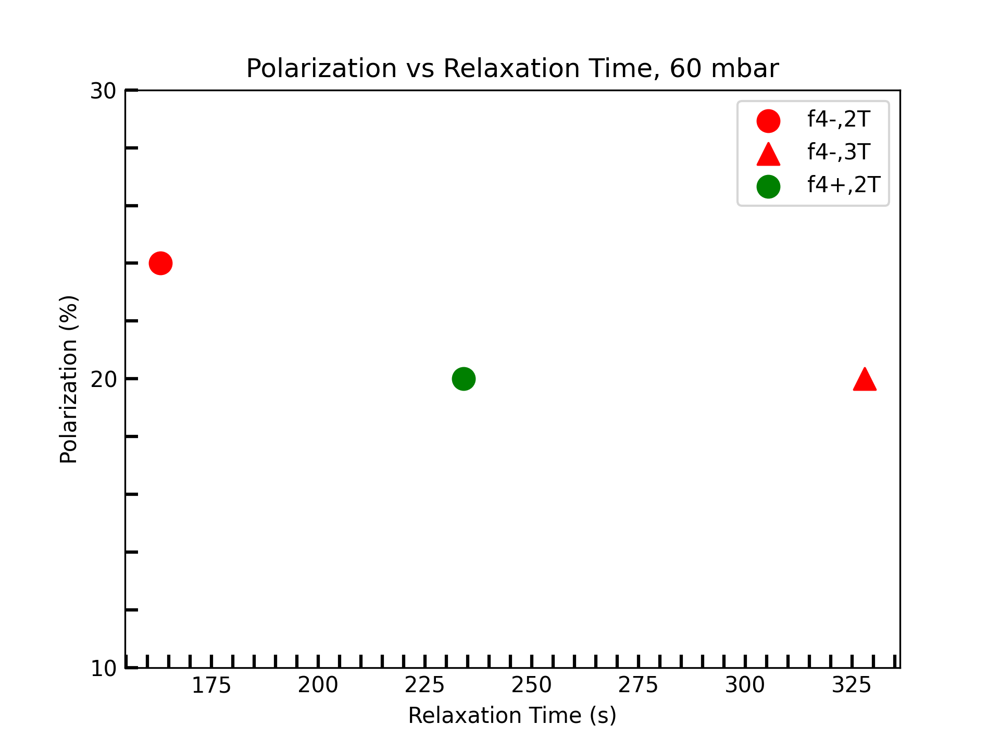 Polarization vs Relaxation Time, 60 mbar
30
20
10
Polarization (%)
f4-,2T
f4-,3T
f4+,2T
175 200 225 250 275 300 325
Relaxation Time (s)